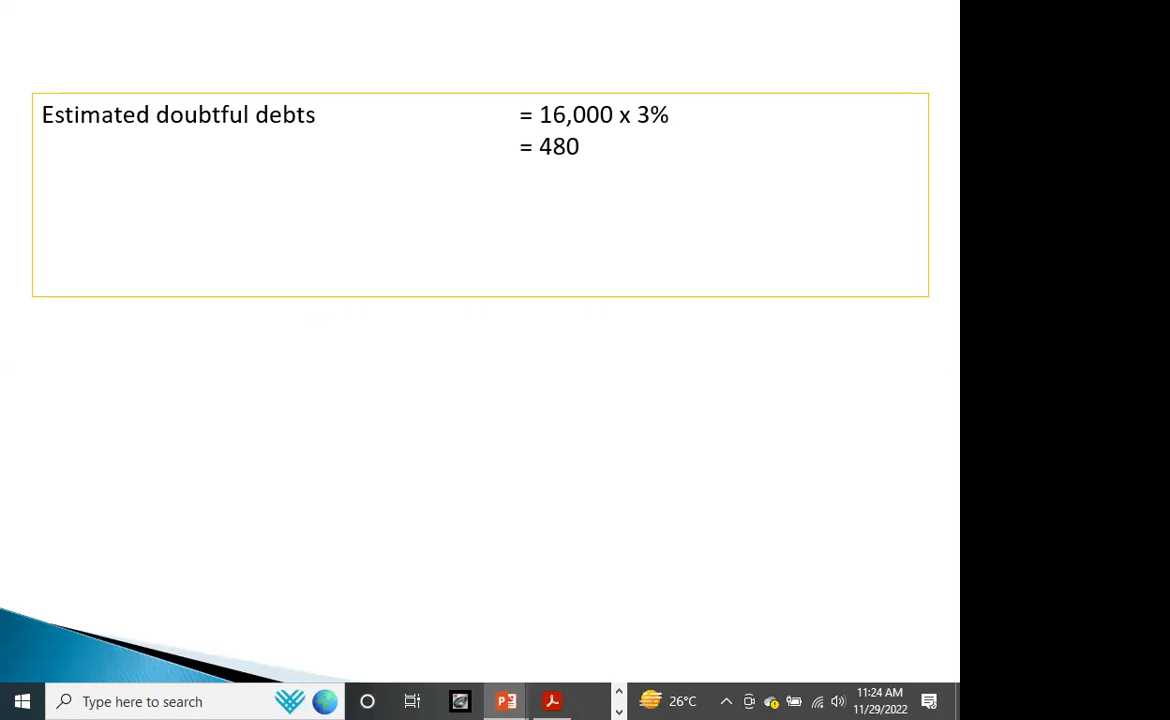 Estimated doubtful debts = 16,000 x 3%
= 480
Type here to search
26°C
11:24 AM
11/29/2022